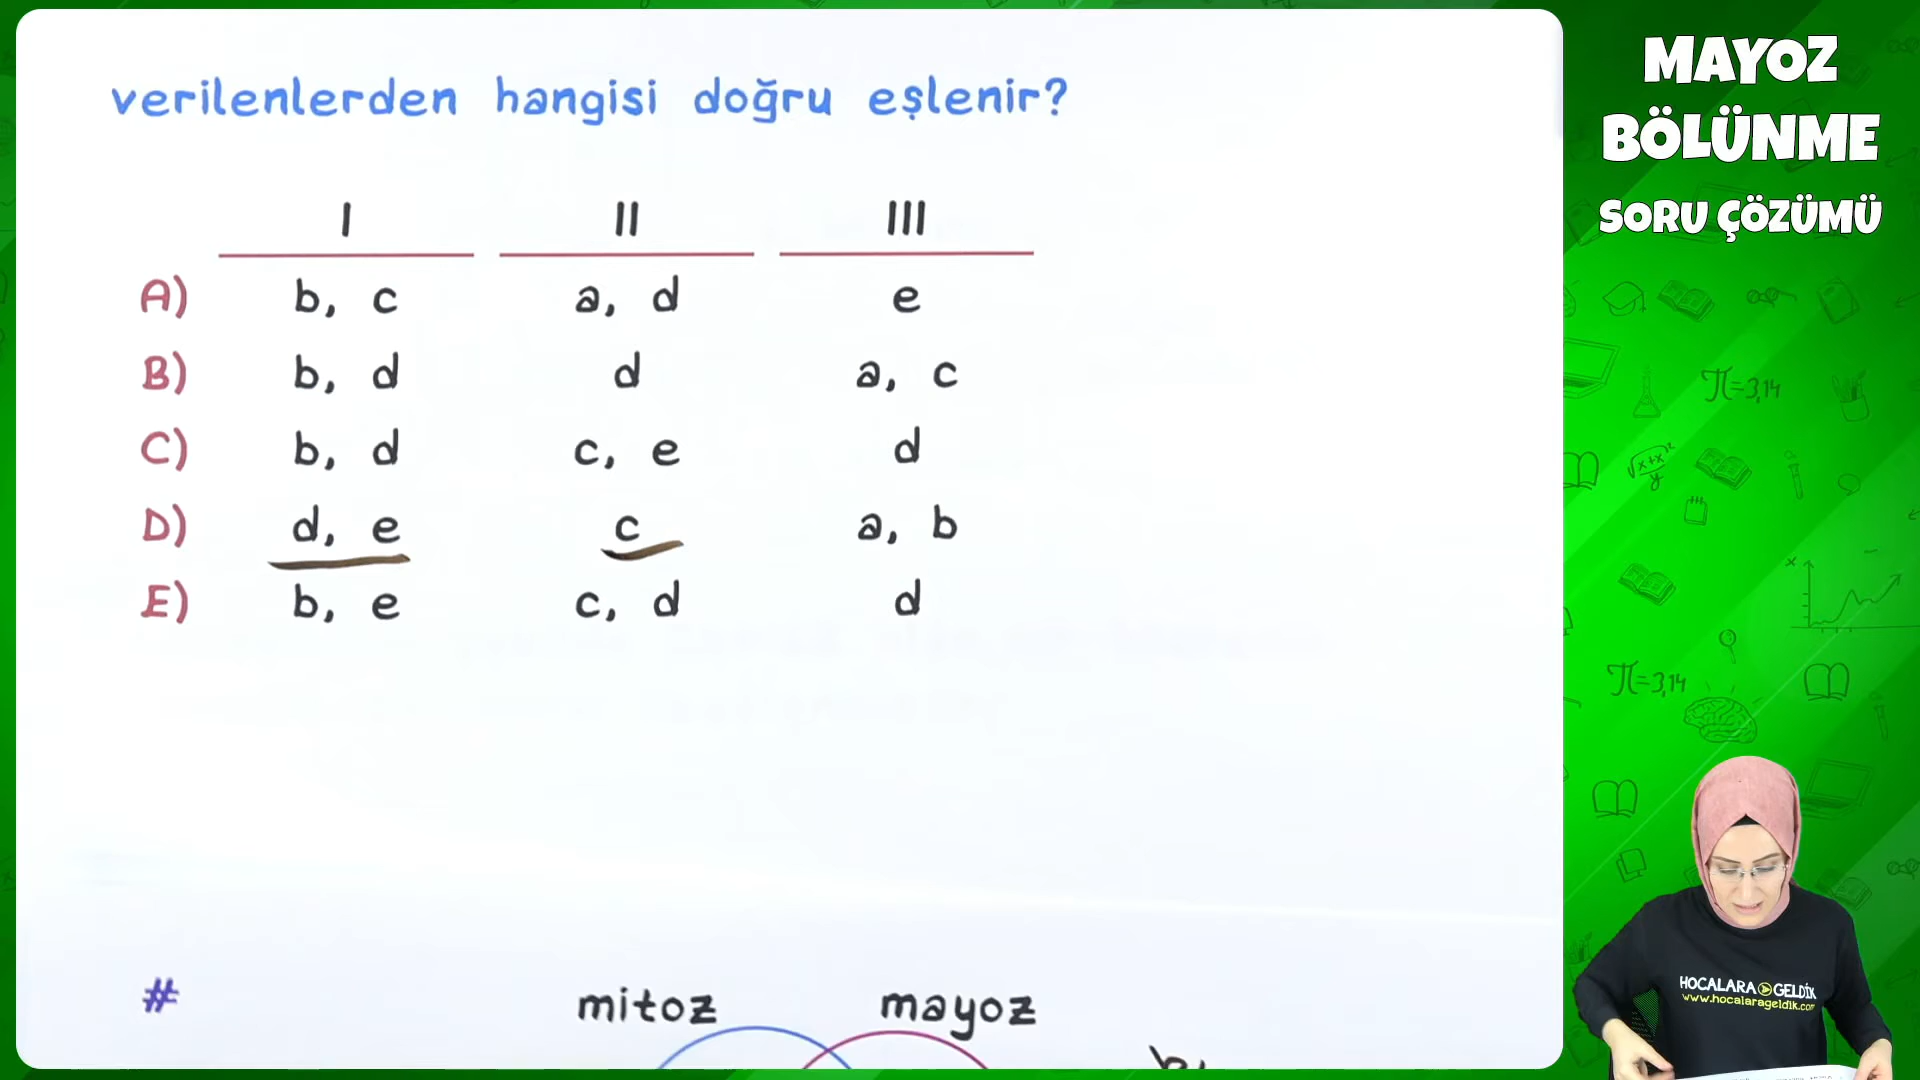 verilenlerden hangisi doğru eşlenir?
I II III
A) b, c a, d e
B) b, d d a, c
C) b, d c, e d
D) d, e c a, b
E) b, e c, d d
# mitoz mayoz
MAYOZ
BÖLÜNME
SORU ÇÖZÜMÜ
π=3,14
π=3,14
HOCALARA GELDİK
www.hocalarageldik.com